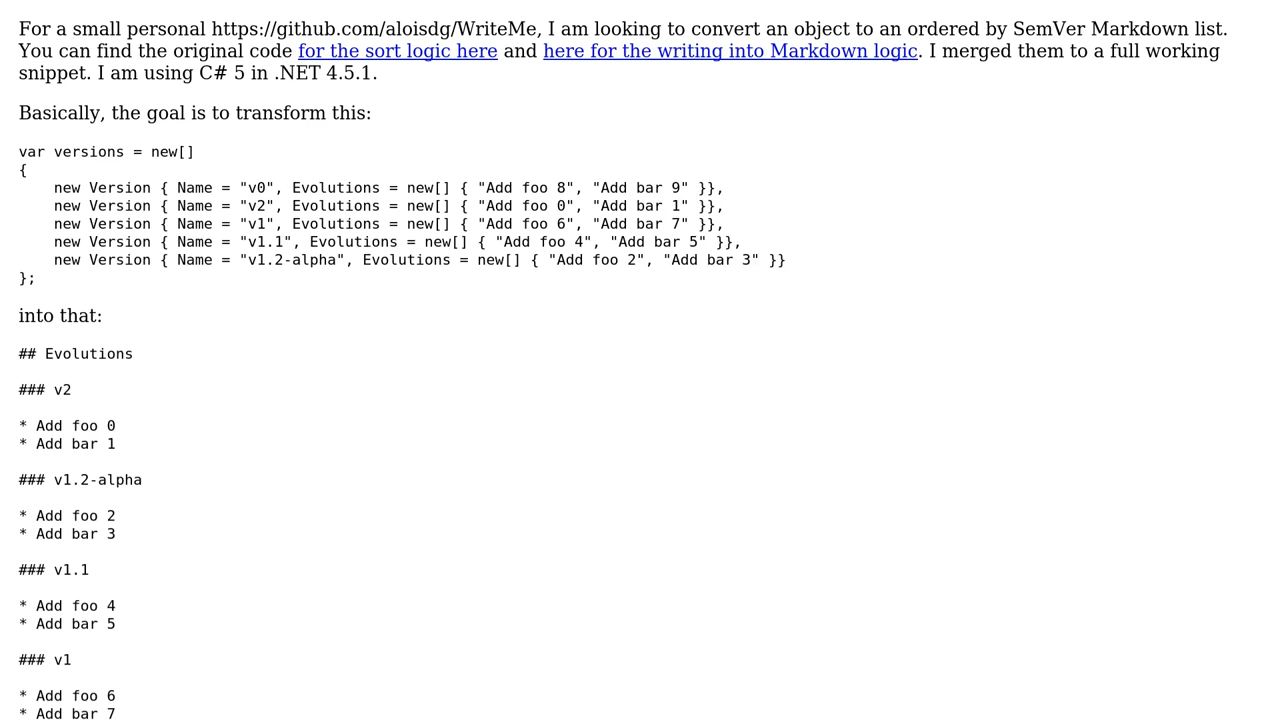 For a small personal https://github.com/aloisdg/WriteMe, I am looking to convert an object to an ordered by SemVer Markdown list.
You can find the original code for the sort logic here and here for the writing into Markdown logic. I merged them to a full working
snippet. I am using C# 5 in .NET 4.5.1.
Basically, the goal is to transform this:
var versions = new[]
{
    new Version { Name = "v0", Evolutions = new[] { "Add foo 8", "Add bar 9" }},
    new Version { Name = "v2", Evolutions = new[] { "Add foo 0", "Add bar 1" }},
    new Version { Name = "v1", Evolutions = new[] { "Add foo 6", "Add bar 7" }},
    new Version { Name = "v1.1", Evolutions = new[] { "Add foo 4", "Add bar 5" }},
    new Version { Name = "v1.2-alpha", Evolutions = new[] { "Add foo 2", "Add bar 3" }}
};
into that:
## Evolutions
### v2
* Add foo 0
* Add bar 1
### v1.2-alpha
* Add foo 2
* Add bar 3
### v1.1
* Add foo 4
* Add bar 5
### v1
* Add foo 6
* Add bar 7